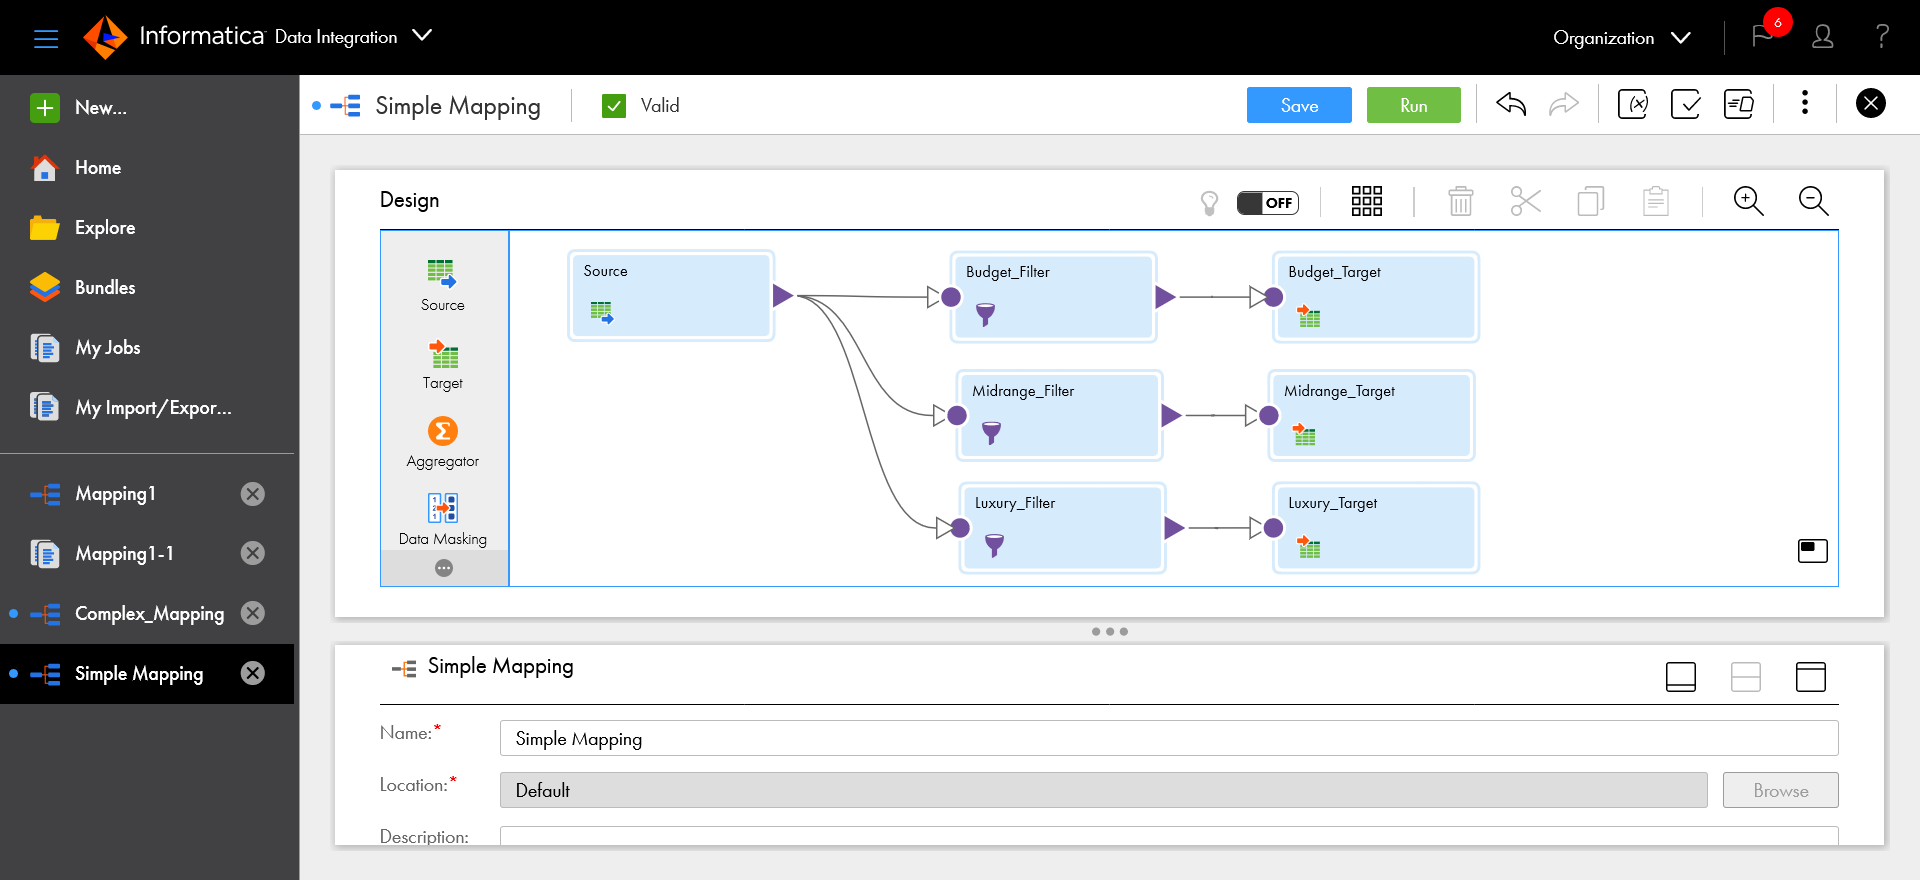 Informatica Data Integration
Organization
6
?
New...
Home
Explore
Bundles
My Jobs
My Import/Expor...
Mapping1
Mapping1-1
Complex_Mapping
Simple Mapping
Simple Mapping
Valid
Save
Run
(x)
Design
OFF
Source
Target
Aggregator
Data Masking
Source
Budget_Filter
Budget_Target
Midrange_Filter
Midrange_Target
Luxury_Filter
Luxury_Target
Simple Mapping
Name:*
Simple Mapping
Location:*
Default
Browse
Description: